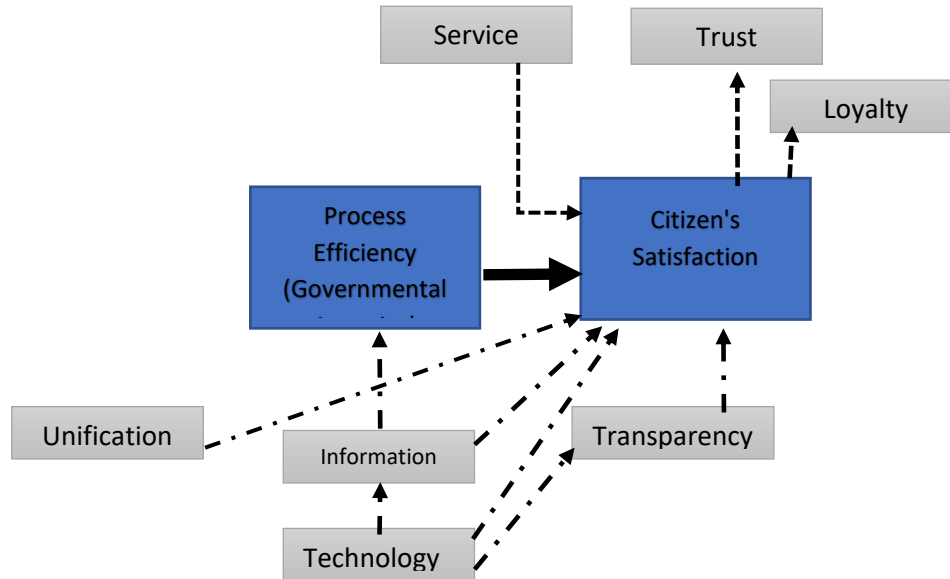 Service
Trust
Loyalty
Process
Efficiency
(Governmental
Citizen's
Satisfaction
Unification
Information
Transparency
Technology